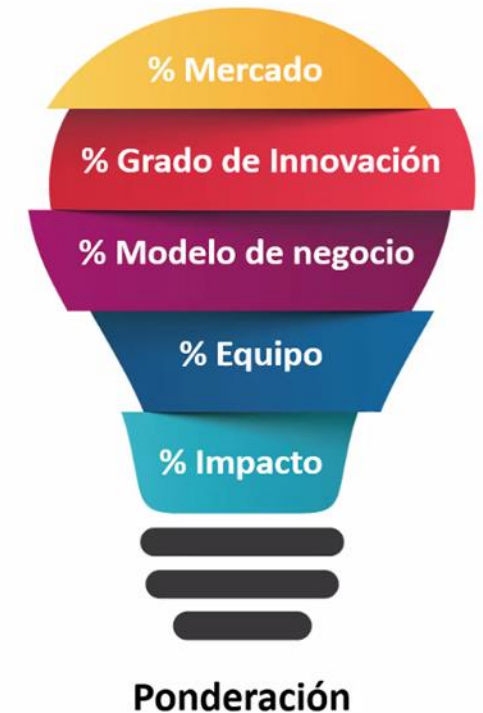 % Mercado
% Grado de Innovación
% Modelo de negocio
% Equipo
% Impacto
Ponderación